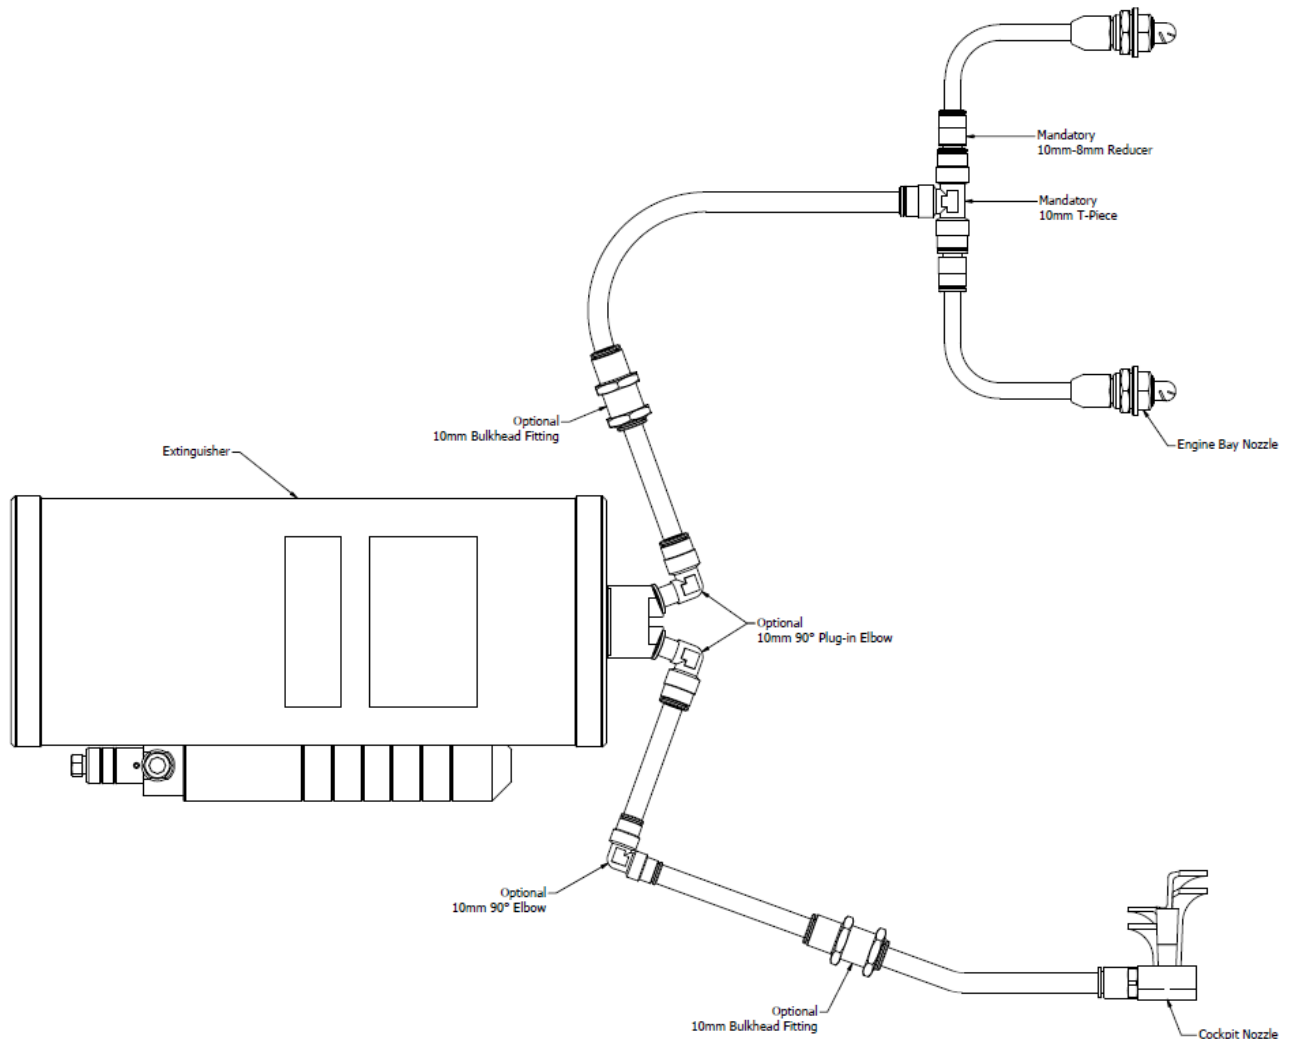 Mandatory
10mm-8mm Reducer
Mandatory
10mm T-Piece
Optional
10mm Bulkhead Fitting
Engine Bay Nozzle
Extinguisher
Optional
10mm 90° Plug-in Elbow
Optional
10mm 90° Elbow
Optional
10mm Bulkhead Fitting
Cockpit Nozzle